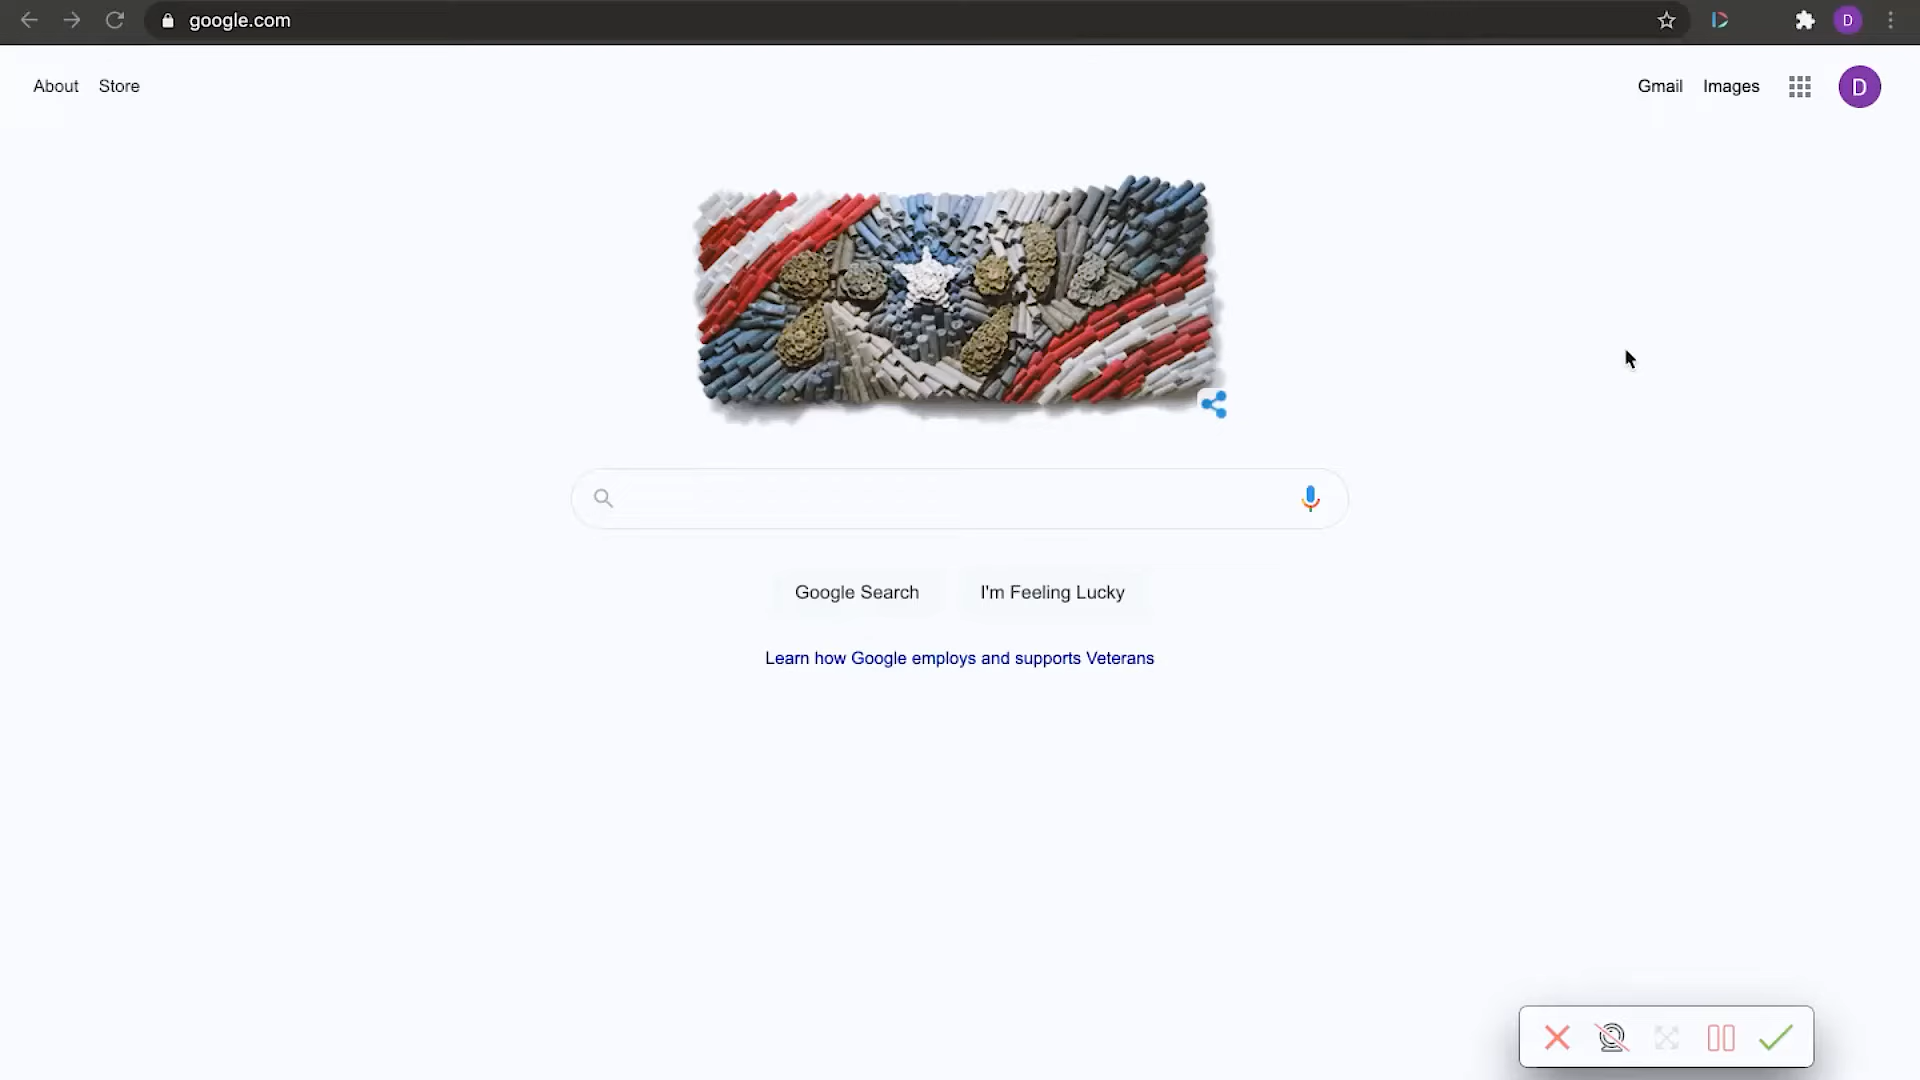 google.com
D
About Store
Gmail Images
D
Google Search
I'm Feeling Lucky
Learn how Google employs and supports Veterans